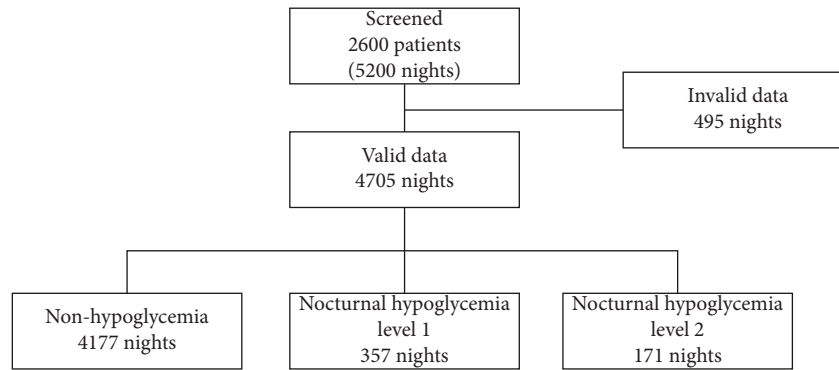 Screened
2600 patients
(5200 nights)
Invalid data
495 nights
Valid data
4705 nights
Non-hypoglycemia
4177 nights
Nocturnal hypoglycemia
level 1
357 nights
Nocturnal hypoglycemia
level 2
171 nights